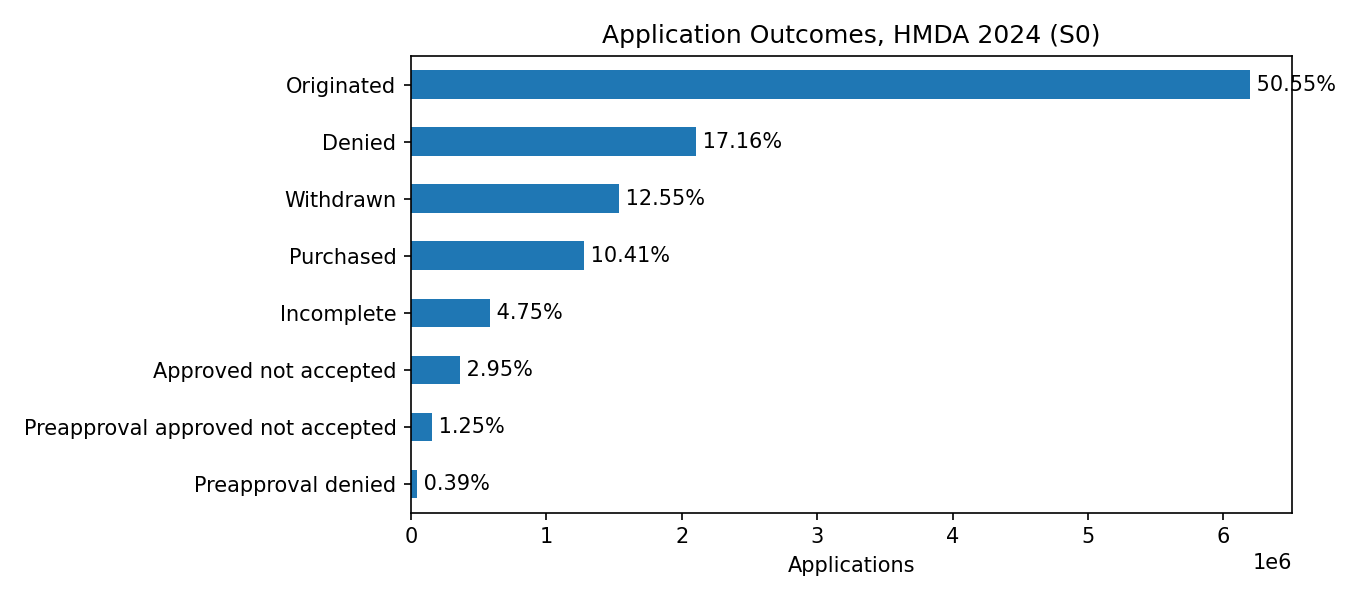 Application Outcomes, HMDA 2024 (S0)
Originated 50.55%
Denied 17.16%
Withdrawn 12.55%
Purchased 10.41%
Incomplete 4.75%
Approved not accepted 2.95%
Preapproval approved not accepted 1.25%
Preapproval denied 0.39%
0 1 2 3 4 5 6
1e6
Applications